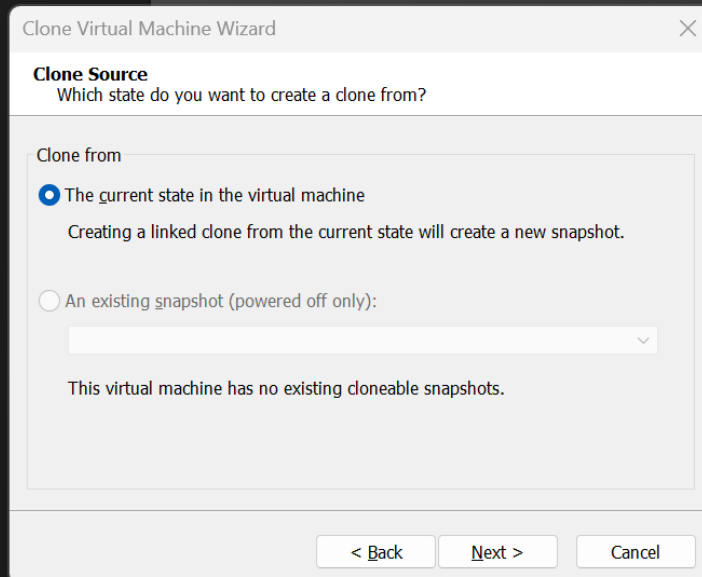 Clone Virtual Machine Wizard
Clone Source
Which state do you want to create a clone from?
Clone from
The current state in the virtual machine
Creating a linked clone from the current state will create a new snapshot.
An existing snapshot (powered off only):
This virtual machine has no existing cloneable snapshots.
< Back
Next >
Cancel